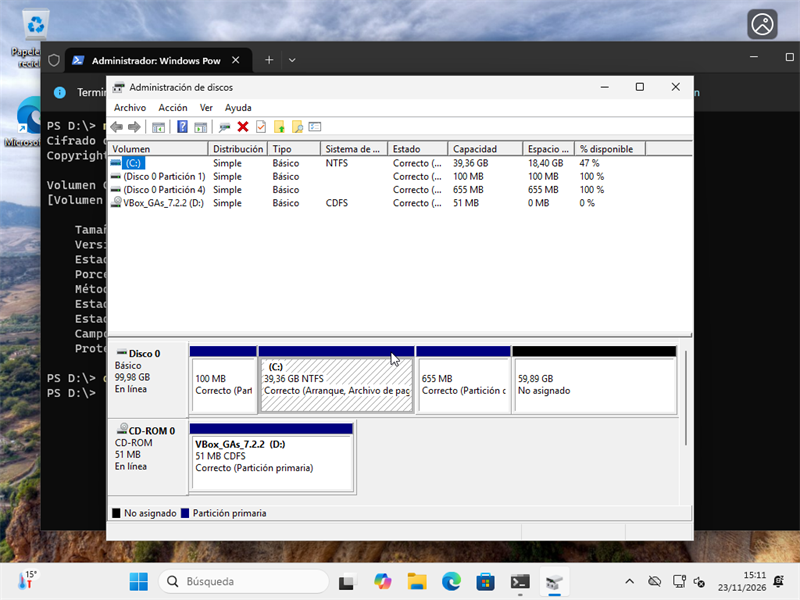 Administrador: Windows Pow
Termin
PS D:\>
Cifrado d
Copyright
Volumen C
[Volumen
Tamañ
Versi
Estad
Porce
Métod
Estad
Estad
Campo
Prote
PS D:\>
PS D:\>
Administración de discos
Archivo Acción Ver Ayuda
Volumen Distribución Tipo Sistema de ... Estado Capacidad Espacio ... % disponible
(C:) Simple Básico NTFS Correcto (... 39,36 GB 18,40 GB 47 %
(Disco 0 Partición 1) Simple Básico Correcto (... 100 MB 100 MB 100 %
(Disco 0 Partición 4) Simple Básico Correcto (... 655 MB 655 MB 100 %
VBox_GAs_7.2.2 (D:) Simple Básico CDFS Correcto (... 51 MB 0 MB 0 %
Disco 0
Básico
99,98 GB
En línea
100 MB
Correcto (Part
(C:)
39,36 GB NTFS
Correcto (Arranque, Archivo de pag
655 MB
Correcto (Partición c
59,89 GB
No asignado
CD-ROM 0
CD-ROM
51 MB
En línea
VBox_GAs_7.2.2 (D:)
51 MB CDFS
Correcto (Partición primaria)
No asignado Partición primaria
15°
Búsqueda
15:11
23/11/2026